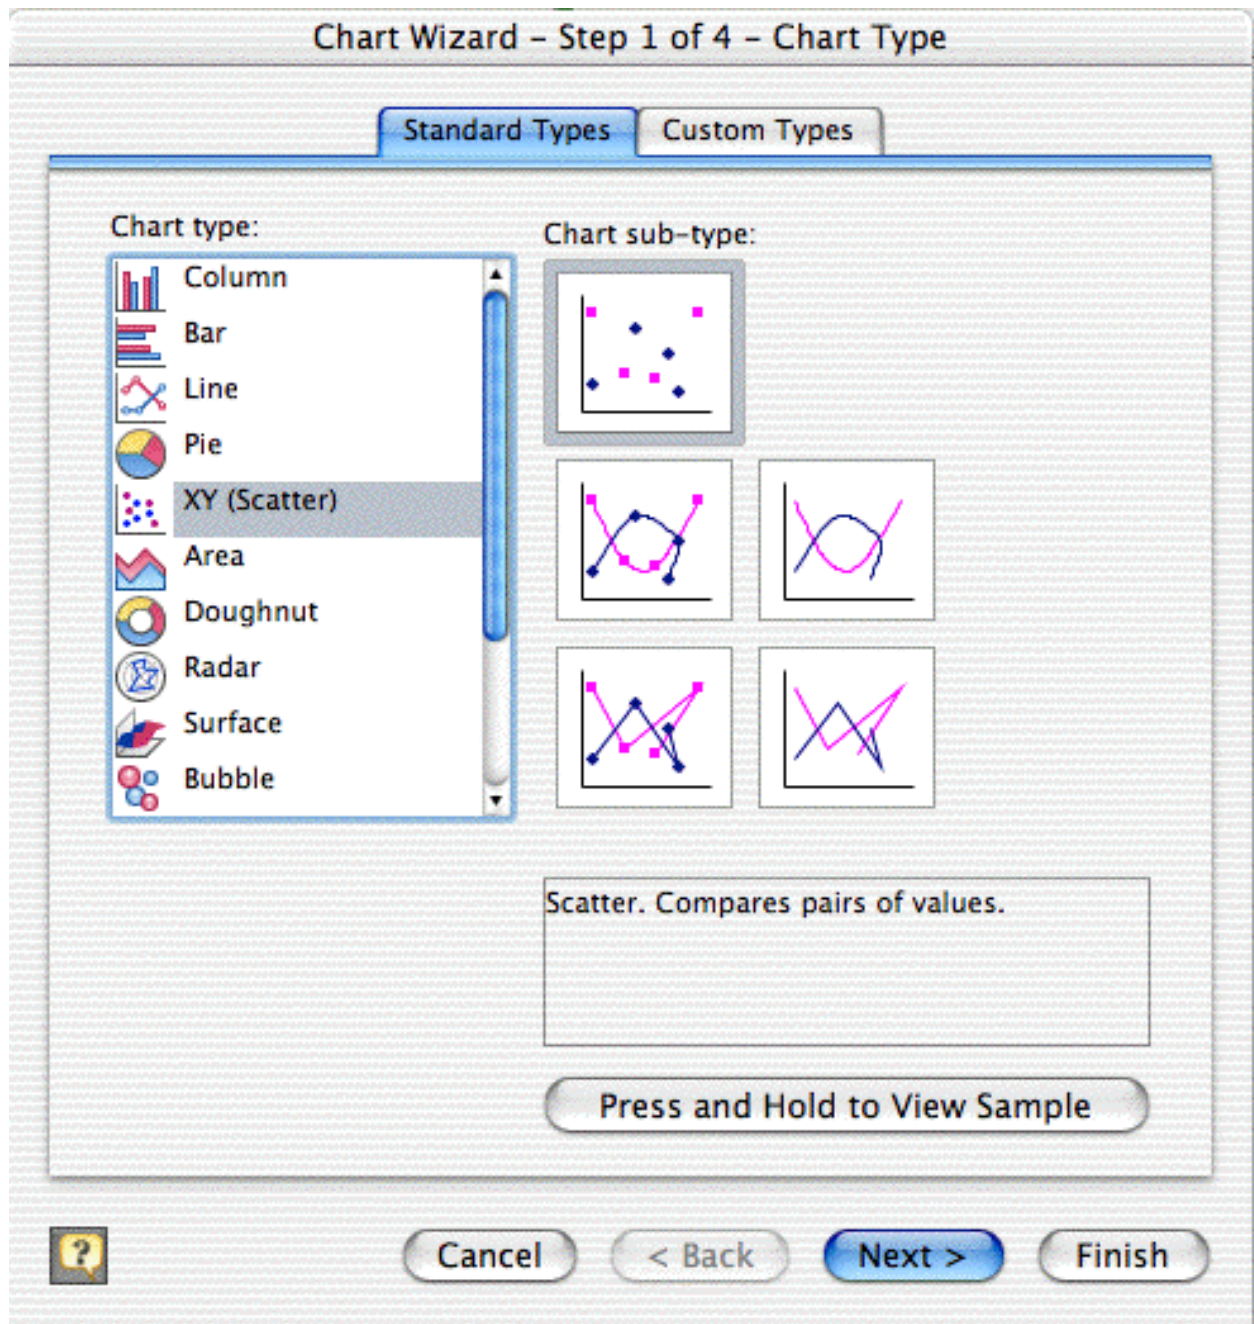 Chart Wizard – Step 1 of 4 – Chart Type
Standard Types
Custom Types
Chart type:
Column
Bar
Line
Pie
XY (Scatter)
Area
Doughnut
Radar
Surface
Bubble
Chart sub-type:
Scatter. Compares pairs of values.
Press and Hold to View Sample
?
Cancel
< Back
Next >
Finish